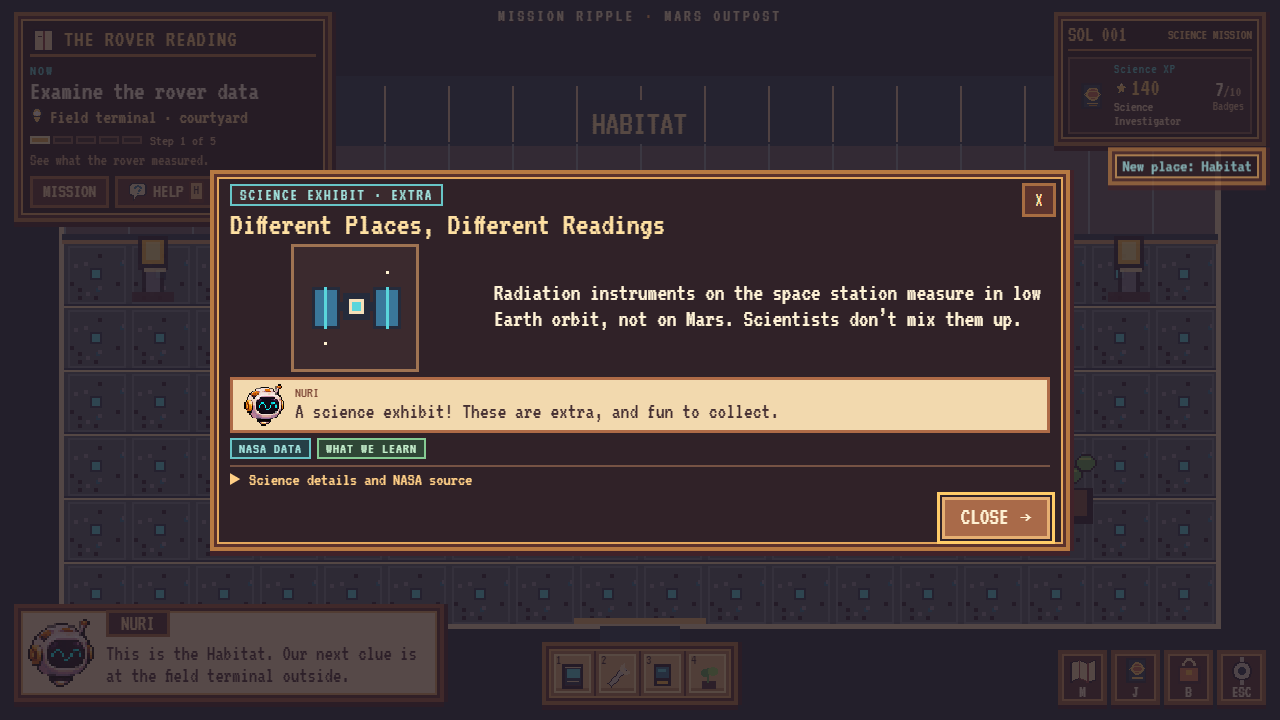 MISSION RIPPLE · MARS OUTPOST
THE ROVER READING
NOW
Examine the rover data
Field terminal · courtyard
Step 1 of 5
See what the rover measured.
MISSION
HELP H
HABITAT
SOL 001 SCIENCE MISSION
Science XP
140
Science
Investigator
7/10
Badges
New place: Habitat
SCIENCE EXHIBIT · EXTRA
X
Different Places, Different Readings
Radiation instruments on the space station measure in low
Earth orbit, not on Mars. Scientists don't mix them up.
NURI
A science exhibit! These are extra, and fun to collect.
NASA DATA WHAT WE LEARN
Science details and NASA source
CLOSE →
NURI
This is the Habitat. Our next clue is
at the field terminal outside.
1 2 3 4
M J B ESC